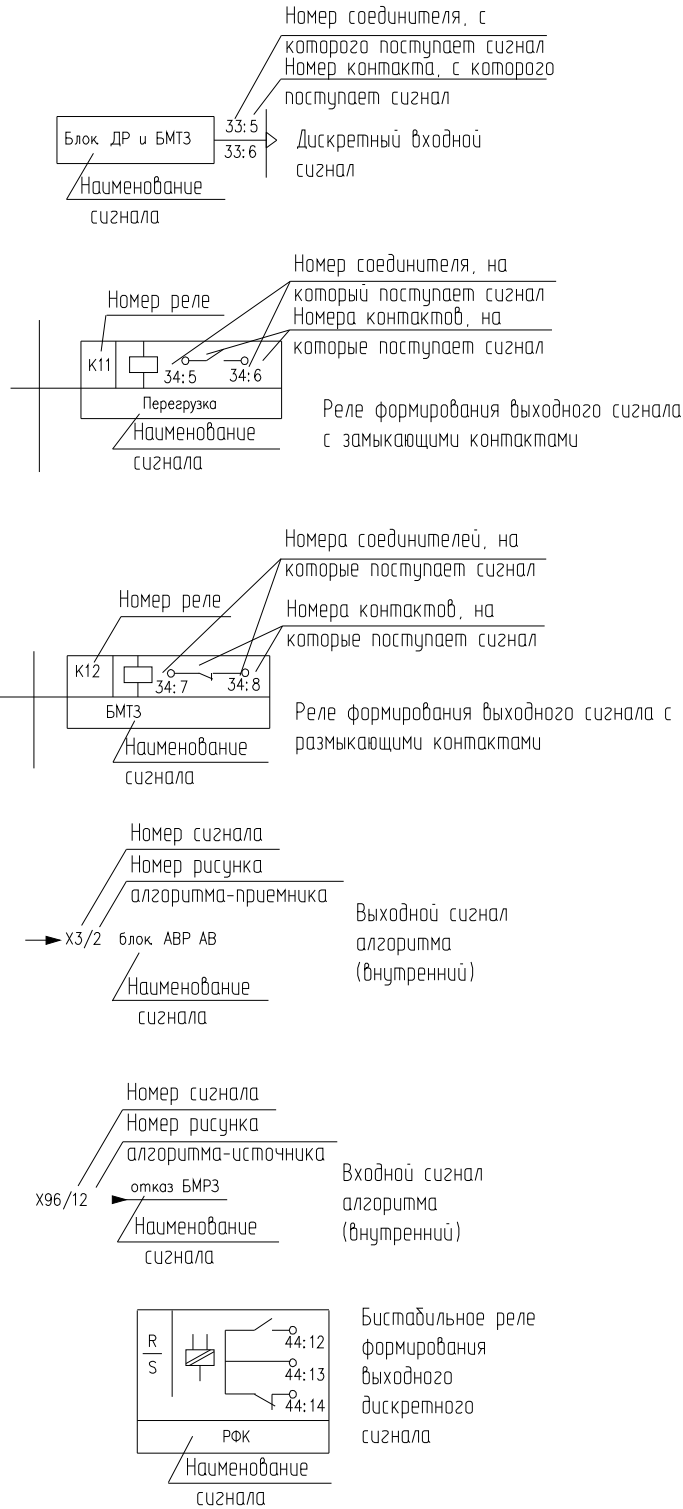 Номер соединителя, с
которого поступает сигнал
Номер контакта, с которого
поступает сигнал
33:5
Блок. ДР и БМТЗ
33:6
Дискретный входной
сигнал
Наименование
сигнала
Номер соединителя, на
который поступает сигнал
Номер реле
Номера контактов, на
которые поступает сигнал
К11
34:5
34:6
Перегрузка
Реле формирования выходного сигнала
с замыкающими контактами
Наименование
сигнала
Номера соединителей, на
которые поступает сигнал
Номер реле
Номера контактов, на
которые поступает сигнал
К12
34:7
34:8
БМТЗ
Реле формирования выходного сигнала с
размыкающими контактами
Наименование
сигнала
Номер сигнала
Номер рисунка
алгоритма-приемника
Х3/2 блок. АВР АВ
Выходной сигнал
алгоритма
(внутренний)
Наименование
сигнала
Номер сигнала
Номер рисунка
алгоритма-источника
Х96/12
отказ БМРЗ
Входной сигнал
алгоритма
(внутренний)
Наименование
сигнала
R
S
44:12
44:13
44:14
РФК
Бистабильное реле
формирования
выходного
дискретного
сигнала
Наименование
сигнала